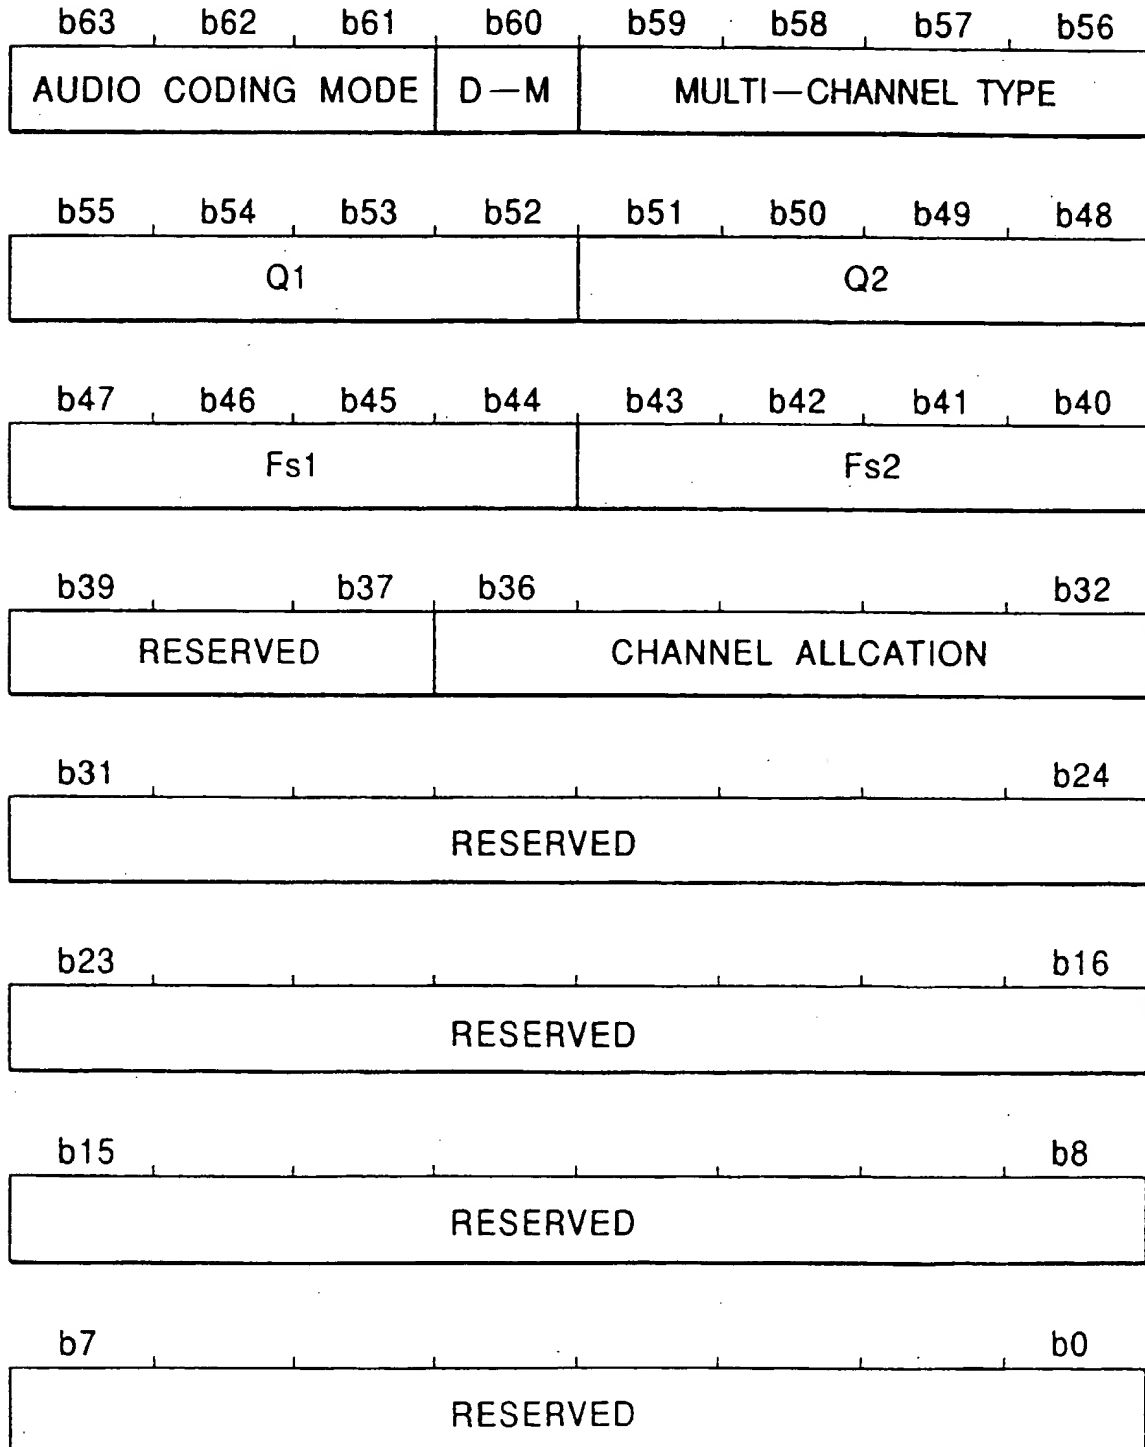 b63 b62 b61 b60 b59 b58 b57 b56
AUDIO CODING MODE D—M MULTI—CHANNEL TYPE
b55 b54 b53 b52 b51 b50 b49 b48
Q1 Q2
b47 b46 b45 b44 b43 b42 b41 b40
Fs1 Fs2
b39 b37 b36 b32
RESERVED CHANNEL ALLCATION
b31 b24
RESERVED
b23 b16
RESERVED
b15 b8
RESERVED
b7 b0
RESERVED